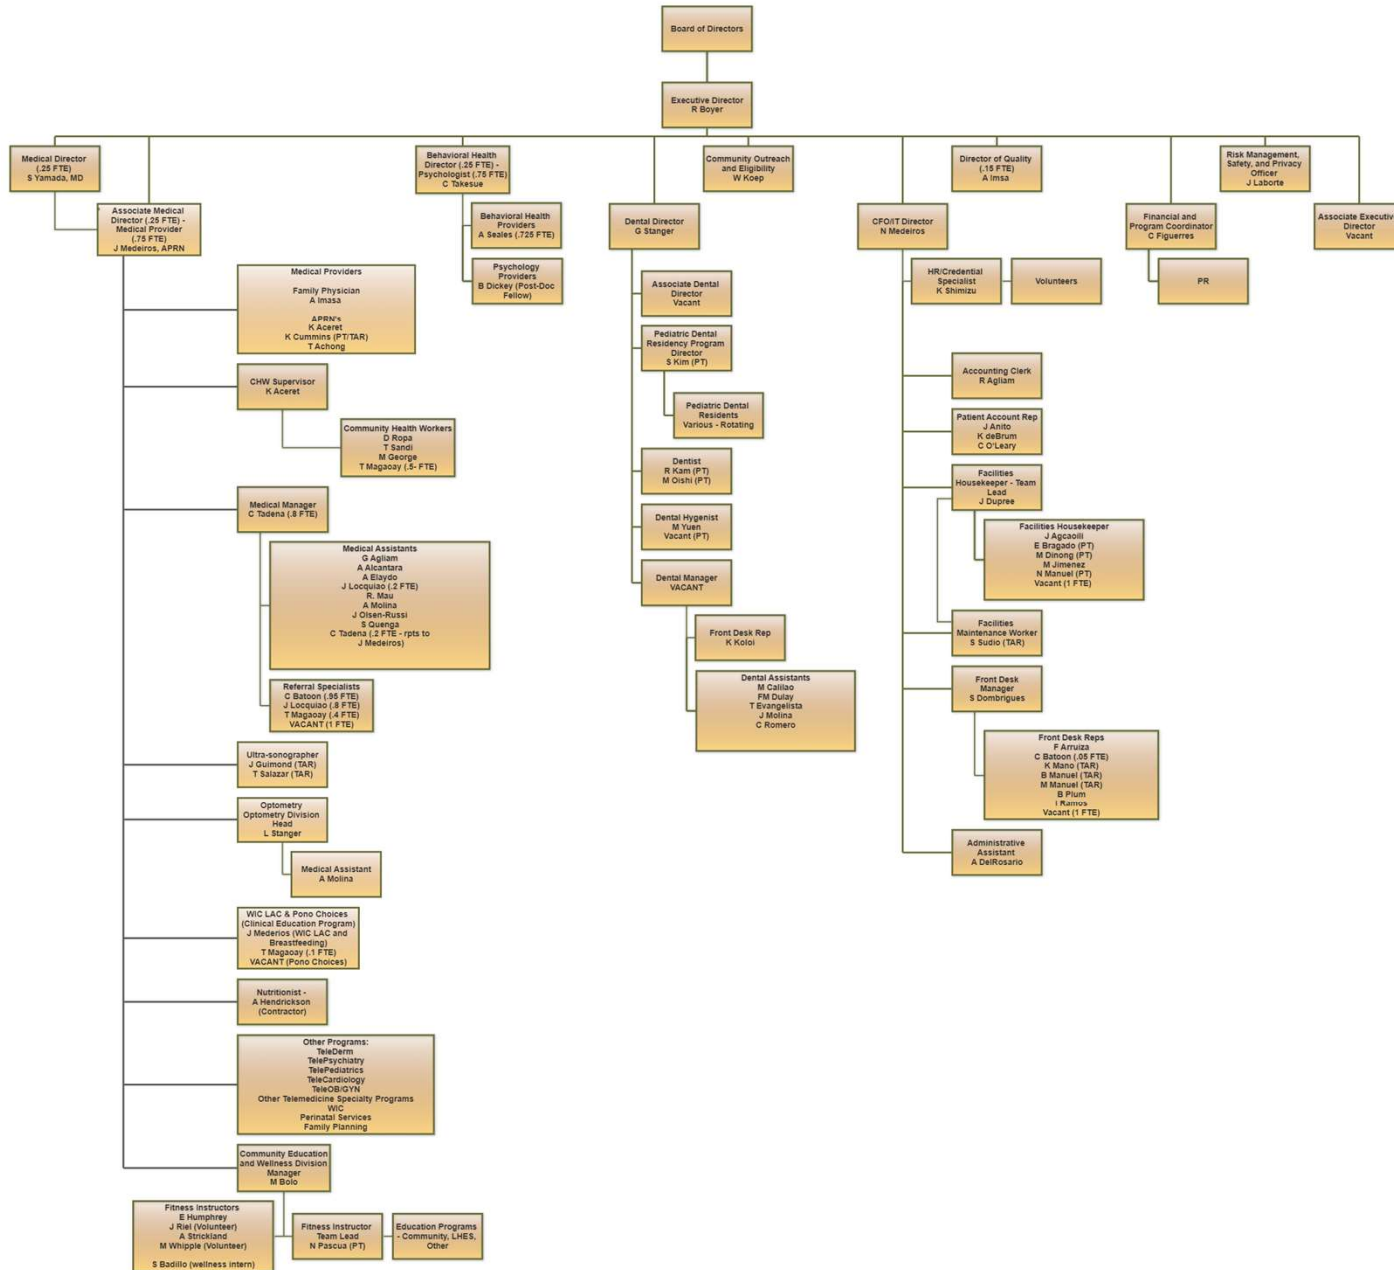 Board of Directors
Executive Director
R Boyer
Medical Director
(.25 FTE)
S Yamada, MD
Associate Medical
Director (.25 FTE) -
Medical Provider
(.75 FTE)
J Medeiros, APRN
Behavioral Health
Director (.25 FTE) -
Psychologist (.75 FTE)
C Takesue
Behavioral Health
Providers
A Seales (.725 FTE)
Psychology
Providers
B Dickey (Post-Doc
Fellow)
Dental Director
G Stanger
Community Outreach
and Eligibility
W Koep
CFO/IT Director
N Medeiros
Director of Quality
(.15 FTE)
A Imsa
Financial and
Program Coordinator
C Figuerres
PR
Risk Management,
Safety, and Privacy
Officer
J Laborte
Associate Executive
Director
Vacant
Medical Providers
Family Physician
A Imasa
APRN's
K Aceret
K Cummins (PT/TAR)
T Achong
CHW Supervisor
K Aceret
Community Health Workers
D Ropa
T Sandi
M George
T Magaoay (.5- FTE)
Medical Manager
C Tadena (.8 FTE)
Medical Assistants
G Agliam
A Alcantara
A Elaydo
J Locquiao (.2 FTE)
R. Mau
A Molina
J Olsen-Russi
S Quenga
C Tadena (.2 FTE - rpts to
J Medeiros)
Referral Specialists
C Batoon (.95 FTE)
J Locquiao (.8 FTE)
T Magaoay (.4 FTE)
VACANT (1 FTE)
Ultra-sonographer
J Guimond (TAR)
T Salazar (TAR)
Optometry
Optometry Division
Head
L Stanger
Medical Assistant
A Molina
WIC LAC & Pono Choices
(Clinical Education Program)
J Mederios (WIC LAC and
Breastfeeding)
T Magaoay (.1 FTE)
VACANT (Pono Choices)
Nutritionist -
A Hendrickson
(Contractor)
Other Programs:
TeleDerm
TelePsychiatry
TelePediatrics
TeleCardiology
TeleOB/GYN
Other Telemedicine Specialty Programs
WIC
Perinatal Services
Family Planning
Community Education
and Wellness Division
Manager
M Bolo
Fitness Instructors
E Humphrey
J Riel (Volunteer)
A Strickland
M Whipple (Volunteer)
S Badillo (wellness intern)
Fitness Instructor
Team Lead
N Pascua (PT)
Education Programs
- Community, LHES,
Other
Associate Dental
Director
Vacant
Pediatric Dental
Residency Program
Director
S Kim (PT)
Pediatric Dental
Residents
Various - Rotating
Dentist
R Kam (PT)
M Oishi (PT)
Dental Hygenist
M Yuen
Vacant (PT)
Dental Manager
VACANT
Front Desk Rep
K Koloi
Dental Assistants
M Calilao
FM Dulay
T Evangelista
J Molina
C Romero
HR/Credential
Specialist
K Shimizu
Volunteers
Accounting Clerk
R Agliam
Patient Account Rep
J Anito
K deBrum
C O'Leary
Facilities
Housekeeper - Team
Lead
J Dupree
Facilities Housekeeper
J Agcaoili
E Bragado (PT)
M Dinong (PT)
M Jimenez
N Manuel (PT)
Vacant (1 FTE)
Facilities
Maintenance Worker
S Sudio (TAR)
Front Desk
Manager
S Dombrigues
Front Desk Reps
F Arruiza
C Batoon (.05 FTE)
K Mano (TAR)
B Manuel (TAR)
M Manuel (TAR)
B Plum
I Ramos
Vacant (1 FTE)
Administrative
Assistant
A DelRosario